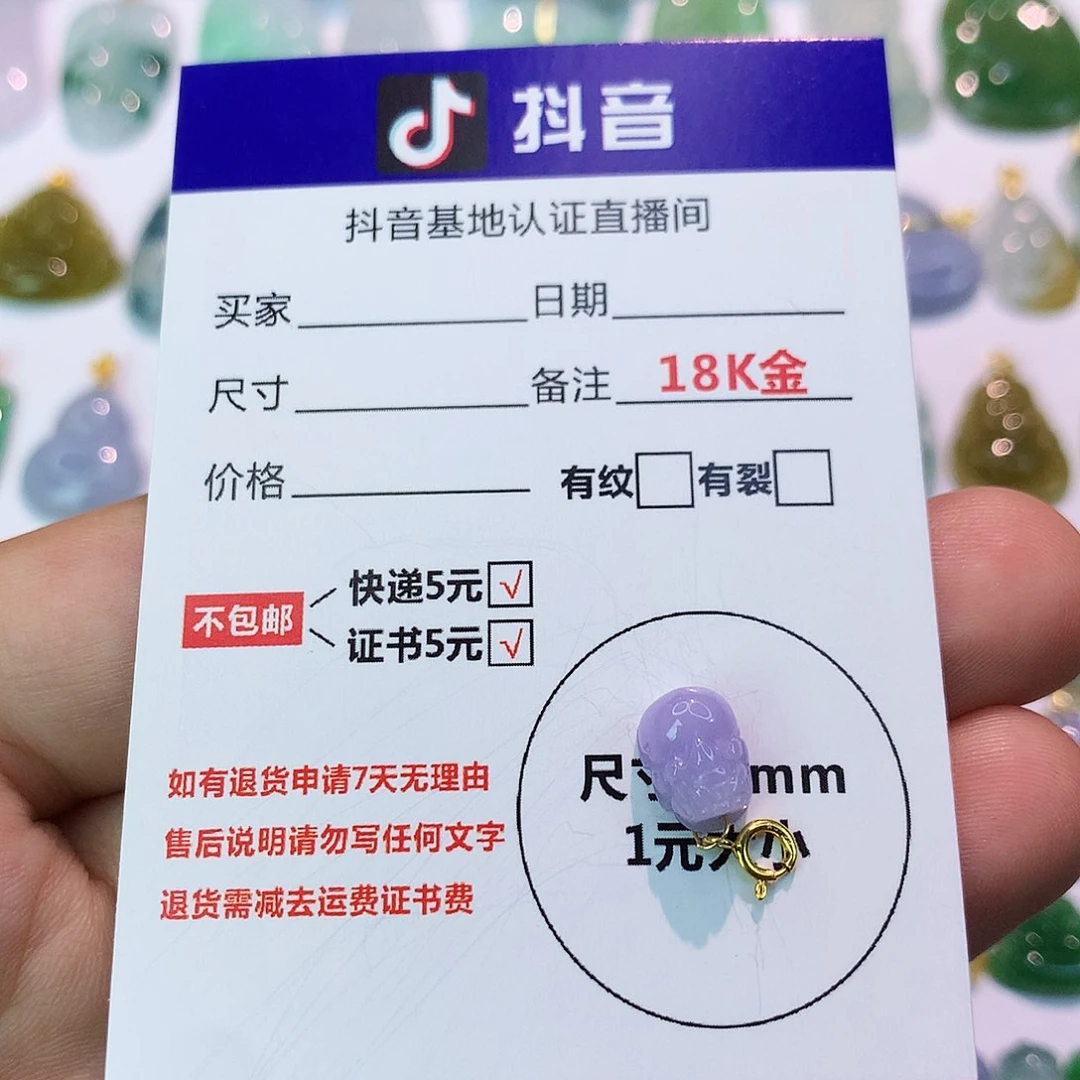 抖音
抖音基地认证直播间
买家 日期
尺寸 备注 18K金
价格 有纹 有裂
不包邮
快递5元 √
证书5元 √
如有退货申请7天无理由
售后说明请勿写任何文字
退货需减去运费证书费
尺 mm
1元大小